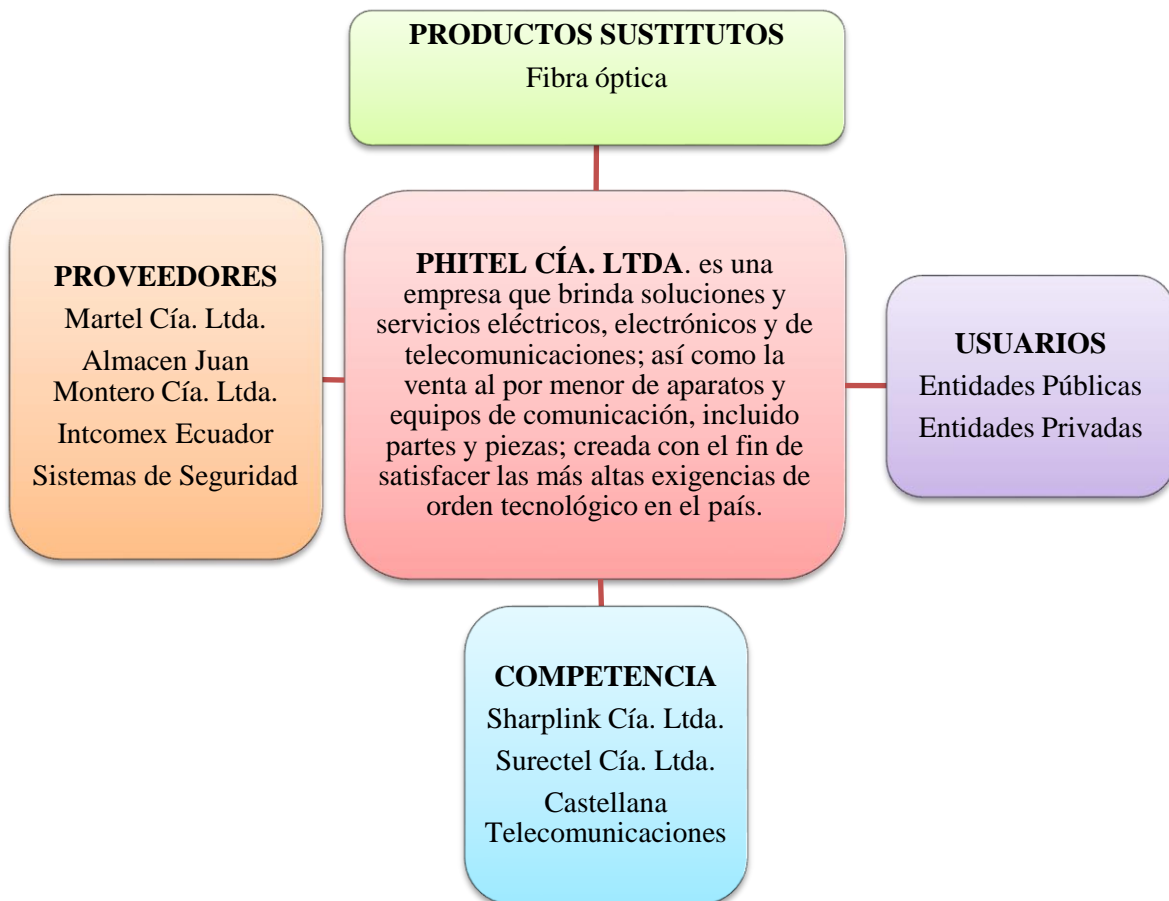 PRODUCTOS SUSTITUTOS
Fibra óptica
PROVEEDORES
Martel Cía. Ltda.
Almacen Juan
Montero Cía. Ltda.
Intcomex Ecuador
Sistemas de Seguridad
PHITEL CÍA. LTDA. es una
empresa que brinda soluciones y
servicios eléctricos, electrónicos y de
telecomunicaciones; así como la
venta al por menor de aparatos y
equipos de comunicación, incluido
partes y piezas; creada con el fin de
satisfacer las más altas exigencias de
orden tecnológico en el país.
USUARIOS
Entidades Públicas
Entidades Privadas
COMPETENCIA
Sharplink Cía. Ltda.
Surectel Cía. Ltda.
Castellana
Telecomunicaciones